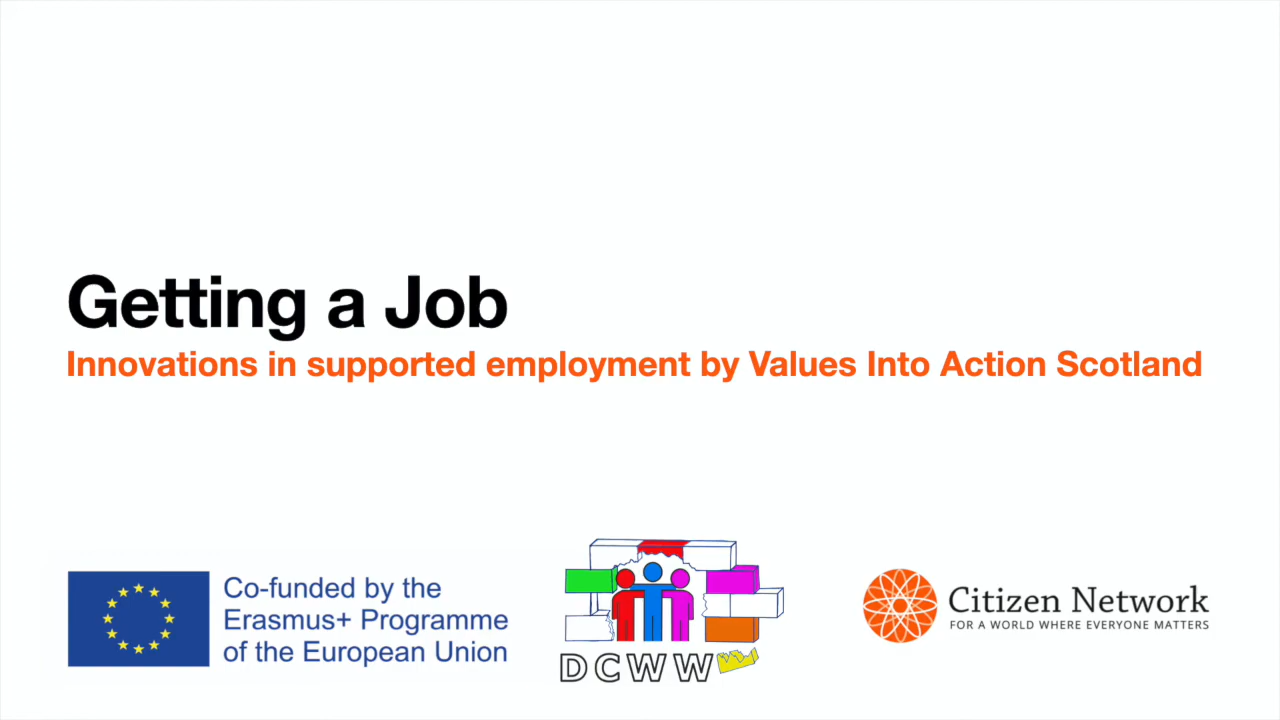 Getting a Job
Innovations in supported employment by Values Into Action Scotland
Co-funded by the
Erasmus+ Programme
of the European Union
DCWW
Citizen Network
FOR A WORLD WHERE EVERYONE MATTERS